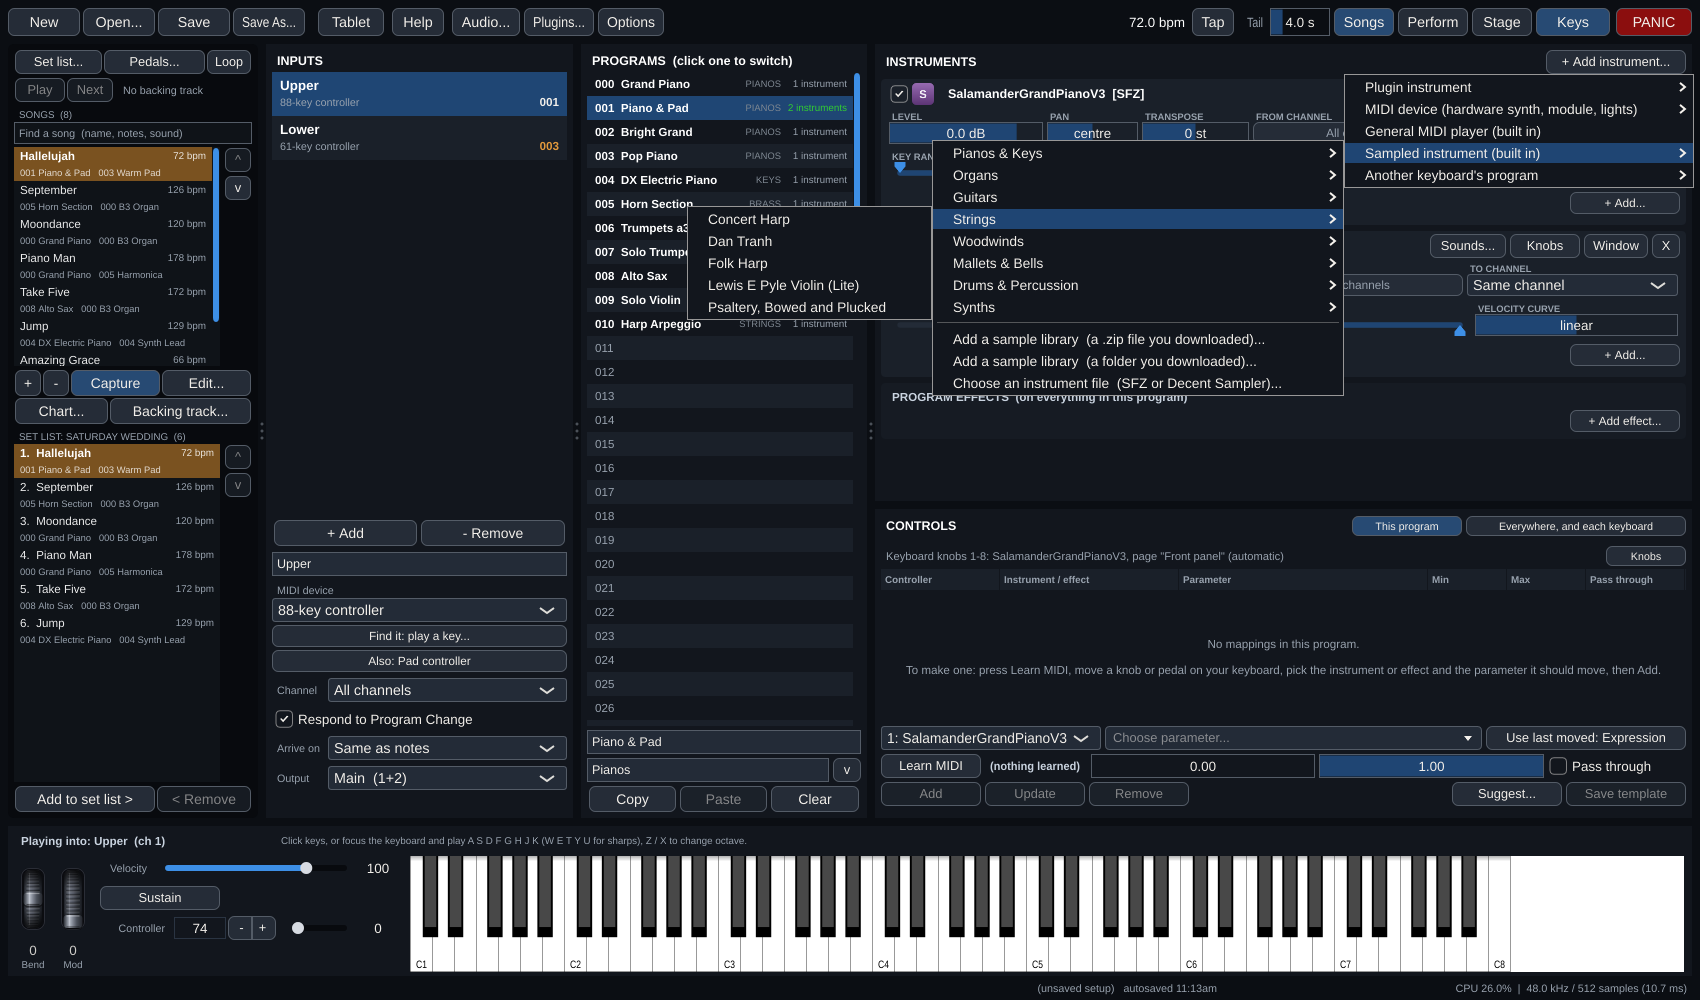 New Open... Save Save As... Tablet Help Audio... Plugins... Options 72.0 bpm Tap Tail 4.0 s Songs Perform Stage Keys PANIC
Set list... Pedals... Loop
Play Next No backing track
SONGS (8)
Find a song (name, notes, sound)
Hallelujah 72 bpm
001 Piano & Pad 003 Warm Pad
^
v
September 126 bpm
005 Horn Section 000 B3 Organ
Moondance 120 bpm
000 Grand Piano 000 B3 Organ
Piano Man 178 bpm
000 Grand Piano 005 Harmonica
Take Five 172 bpm
008 Alto Sax 000 B3 Organ
Jump 129 bpm
004 DX Electric Piano 004 Synth Lead
Amazing Grace 66 bpm
+ - Capture Edit...
Chart... Backing track...
SET LIST: SATURDAY WEDDING (6)
1. Hallelujah 72 bpm
001 Piano & Pad 003 Warm Pad
^
v
2. September 126 bpm
005 Horn Section 000 B3 Organ
3. Moondance 120 bpm
000 Grand Piano 000 B3 Organ
4. Piano Man 178 bpm
000 Grand Piano 005 Harmonica
5. Take Five 172 bpm
008 Alto Sax 000 B3 Organ
6. Jump 129 bpm
004 DX Electric Piano 004 Synth Lead
Add to set list > < Remove
INPUTS
Upper
88-key controller 001
Lower
61-key controller 003
+ Add - Remove
Upper
MIDI device
88-key controller
Find it: play a key...
Also: Pad controller
Channel All channels
Respond to Program Change
Arrive on Same as notes
Output Main (1+2)
PROGRAMS (click one to switch)
000 Grand Piano PIANOS 1 instrument
001 Piano & Pad PIANOS 2 instruments
002 Bright Grand PIANOS 1 instrument
003 Pop Piano PIANOS 1 instrument
004 DX Electric Piano KEYS 1 instrument
005 Horn Section BRASS 1 instrument
006 Trumpets a3
007 Solo Trumpe
008 Alto Sax
009 Solo Violin
010 Harp Arpeggio STRINGS 1 instrument
011
012
013
014
015
016
017
018
019
020
021
022
023
024
025
026
Piano & Pad
Pianos v
Copy Paste Clear
Concert Harp
Dan Tranh
Folk Harp
Lewis E Pyle Violin (Lite)
Psaltery, Bowed and Plucked
Pianos & Keys
Organs
Guitars
Strings
Woodwinds
Mallets & Bells
Drums & Percussion
Synths
Add a sample library (a .zip file you downloaded)...
Add a sample library (a folder you downloaded)...
Choose an instrument file (SFZ or Decent Sampler)...
INSTRUMENTS + Add instrument...
Plugin instrument
MIDI device (hardware synth, module, lights)
General MIDI player (built in)
Sampled instrument (built in)
Another keyboard's program
S SalamanderGrandPianoV3 [SFZ]
LEVEL PAN TRANSPOSE FROM CHANNEL
0.0 dB centre 0 st All
KEY RAN
+ Add...
Sounds... Knobs Window X
TO CHANNEL
channels Same channel
VELOCITY CURVE
linear
+ Add...
PROGRAM EFFECTS (on everything in this program)
+ Add effect...
CONTROLS This program Everywhere, and each keyboard
Keyboard knobs 1-8: SalamanderGrandPianoV3, page "Front panel" (automatic) Knobs
Controller Instrument / effect Parameter Min Max Pass through
No mappings in this program.
To make one: press Learn MIDI, move a knob or pedal on your keyboard, pick the instrument or effect and the parameter it should move, then Add.
1: SalamanderGrandPianoV3 Choose parameter... Use last moved: Expression
Learn MIDI (nothing learned) 0.00 1.00 Pass through
Add Update Remove Suggest... Save template
Playing into: Upper (ch 1) Click keys, or focus the keyboard and play A S D F G H J K (W E T Y U for sharps), Z / X to change octave.
Velocity 100
Sustain
Controller 74 - + 0
0 0
Bend Mod
C1 C2 C3 C4 C5 C6 C7 C8
(unsaved setup) autosaved 11:13am CPU 26.0% | 48.0 kHz / 512 samples (10.7 ms)